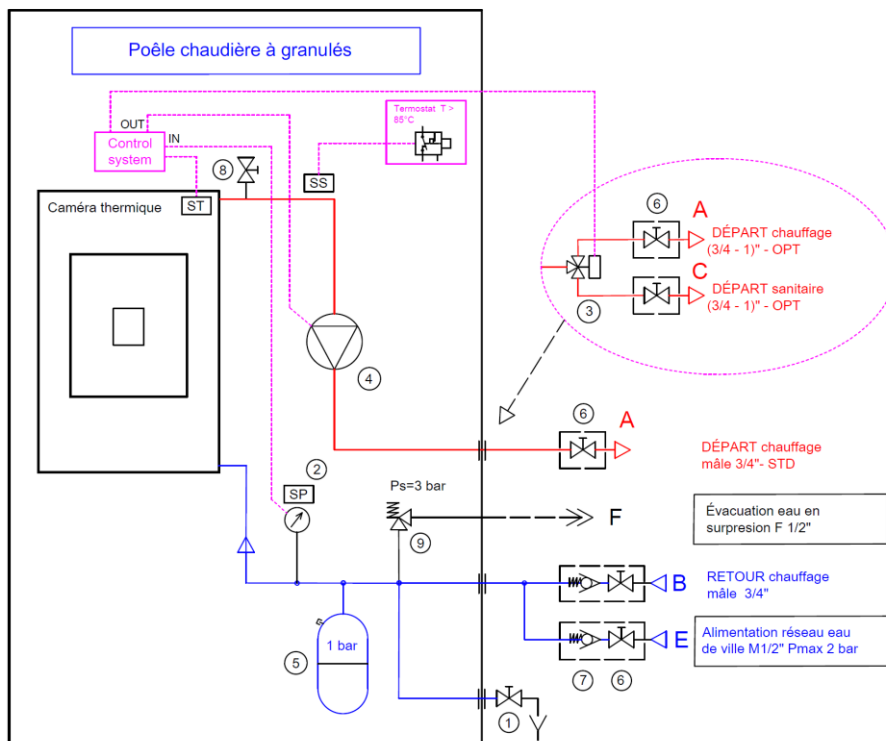 Poêle chaudière à granulés
OUT
IN
Control
system
Termostat T >
85°C
8
SS
Caméra thermique
ST
6
A
DÉPART chauffage
(3/4 - 1)" - OPT
C
DÉPART sanitaire
(3/4 - 1)" - OPT
3
4
6
A
DÉPART chauffage
mâle 3/4"- STD
2
SP
Ps=3 bar
F
Évacuation eau en
surpresion F 1/2"
9
B
RETOUR chauffage
mâle 3/4"
1 bar
5
E
Alimentation réseau eau
de ville M1/2" Pmax 2 bar
7
6
1